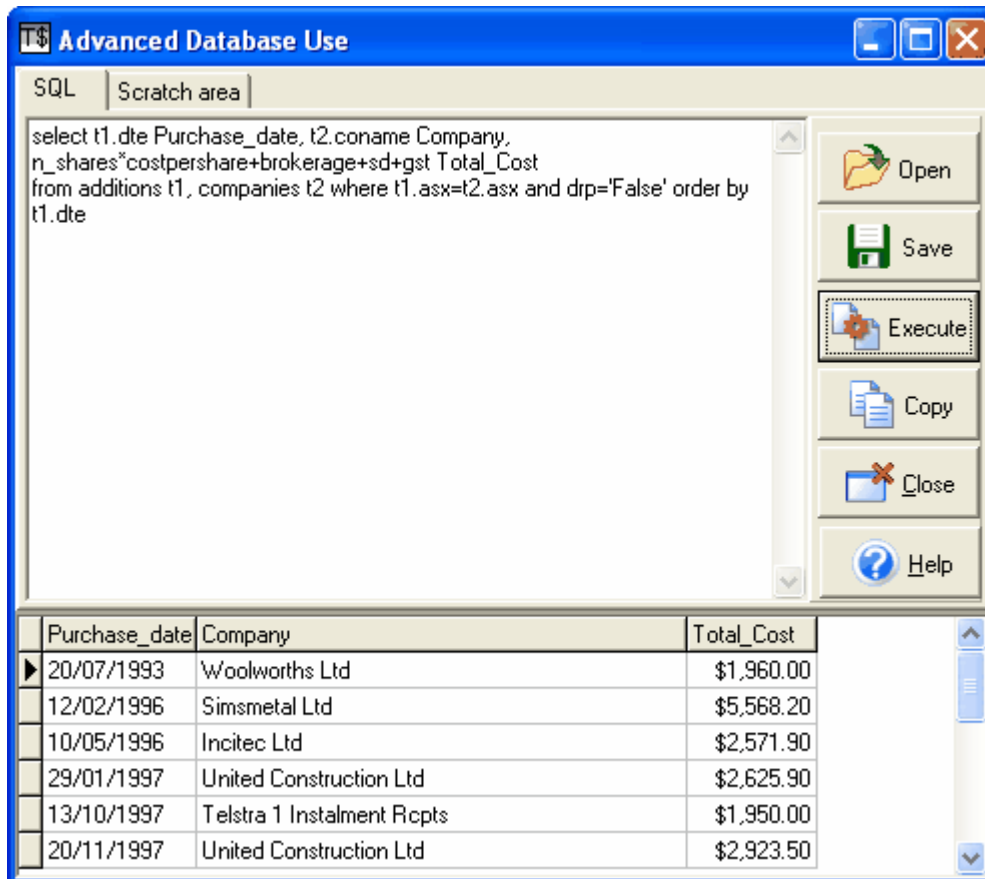 T$ Advanced Database Use
SQL Scratch area
select t1.dte Purchase_date, t2.coname Company,
n_shares*costpershare+brokerage+sd+gst Total_Cost
from additions t1, companies t2 where t1.asx=t2.asx and drp='False' order by
t1.dte
Open
Save
Execute
Copy
Close
Help
Purchase_date Company Total_Cost
20/07/1993 Woolworths Ltd $1,960.00
12/02/1996 Simsmetal Ltd $5,568.20
10/05/1996 Incitec Ltd $2,571.90
29/01/1997 United Construction Ltd $2,625.90
13/10/1997 Telstra 1 Instalment Rcpts $1,950.00
20/11/1997 United Construction Ltd $2,923.50